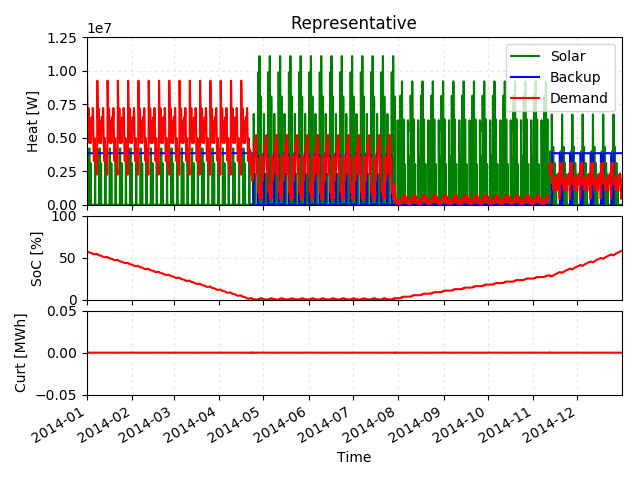 Representative
1e7
Heat [W]
1.25
1.00
0.75
0.50
0.25
0.00
Solar
Backup
Demand
SoC [%]
100
50
0
Curt [MWh]
0.05
0.00
−0.05
2014-01
2014-02
2014-03
2014-04
2014-05
2014-06
2014-07
2014-08
2014-09
2014-10
2014-11
2014-12
Time